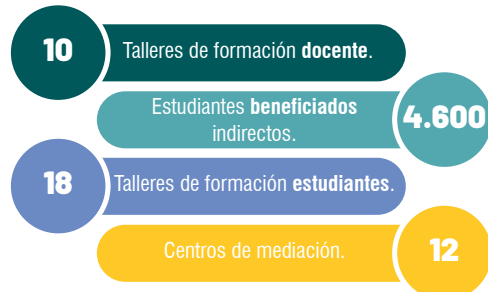 10
Talleres de formación docente.
Estudiantes beneficiados
indirectos.
4.600
18
Talleres de formación estudiantes.
Centros de mediación.
12